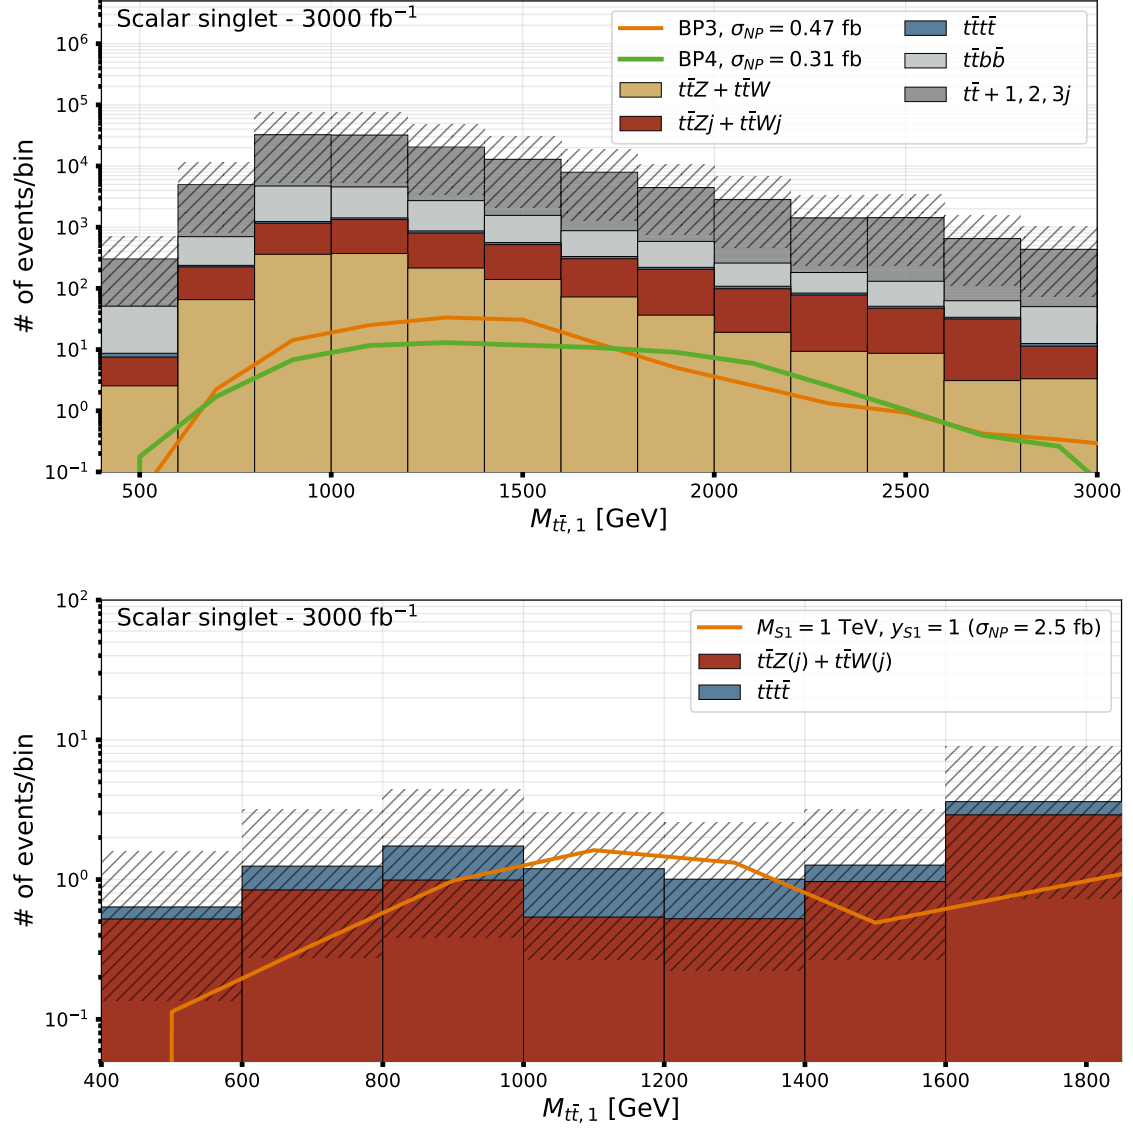 Scalar singlet - 3000 fb⁻¹
BP3, σ_NP = 0.47 fb
BP4, σ_NP = 0.31 fb
tt̄Z + tt̄W
tt̄Zj + tt̄Wj
tt̄tt̄
tt̄bb̄
tt̄ + 1, 2, 3j
# of events/bin
10⁶
10⁵
10⁴
10³
10²
10¹
10⁰
10⁻¹
500 1000 1500 2000 2500 3000
M_tt̄, 1 [GeV]
Scalar singlet - 3000 fb⁻¹
M_S1 = 1 TeV, y_S1 = 1 (σ_NP = 2.5 fb)
tt̄Z(j) + tt̄W(j)
tt̄tt̄
# of events/bin
10²
10¹
10⁰
10⁻¹
400 600 800 1000 1200 1400 1600 1800
M_tt̄, 1 [GeV]